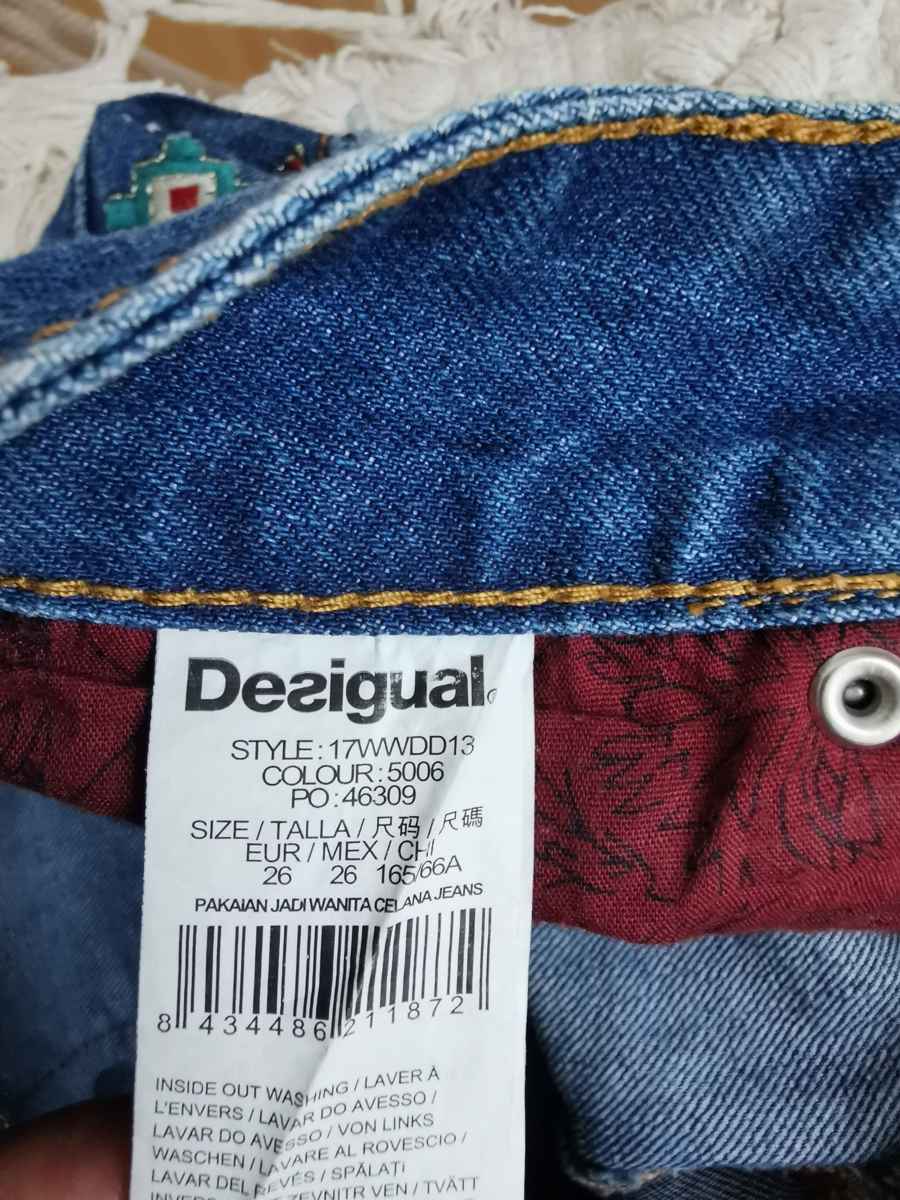 Desigual.
STYLE : 17WWDD13
COLOUR : 5006
PO : 46309
SIZE / TALLA / 尺码 / 尺碼
EUR / MEX / CHI
26 26 165/66A
PAKAIAN JADI WANITA CELANA JEANS
8 434486 211872
INSIDE OUT WASHING / LAVER À
L'ENVERS / LAVAR DO AVESSO /
LAVAR DO AVESSO / VON LINKS
WASCHEN / LAVARE AL ROVESCIO /
LAVAR DEL REVÉS / SPĂLAȚI
VEN / TVÄTT